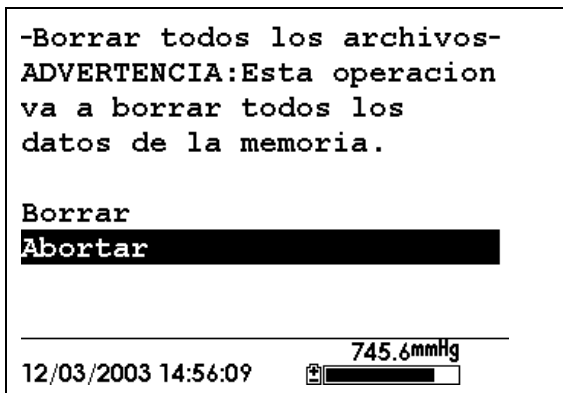 -Borrar todos los archivos-
ADVERTENCIA:Esta operacion
va a borrar todos los
datos de la memoria.
Borrar
Abortar
745.6mmHg
12/03/2003 14:56:09